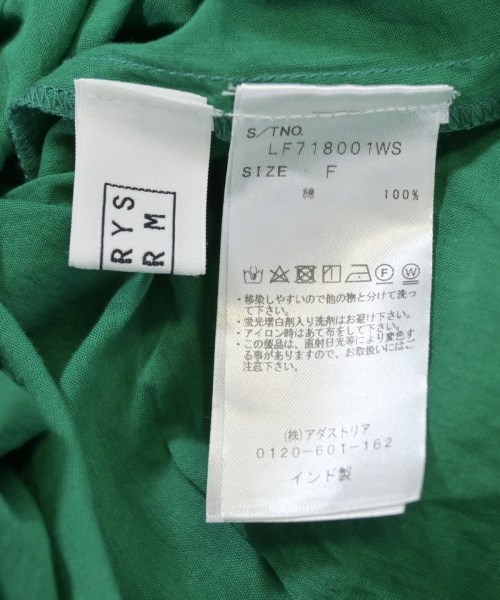 RYS
RM
S/TNO.
LF718001WS
SIZE F
綿 100%
F W
・移染しやすいので他の物と分けて洗っ
て下さい。
・蛍光増白剤入り洗剤はお避け下さい。
・アイロン時はあて布をして下さい。
・この製品は、直射日光等により変色す
る事がありますので、お取扱いにはご
注意下さい。
(株)アダストリア
0120-601-162
インド製